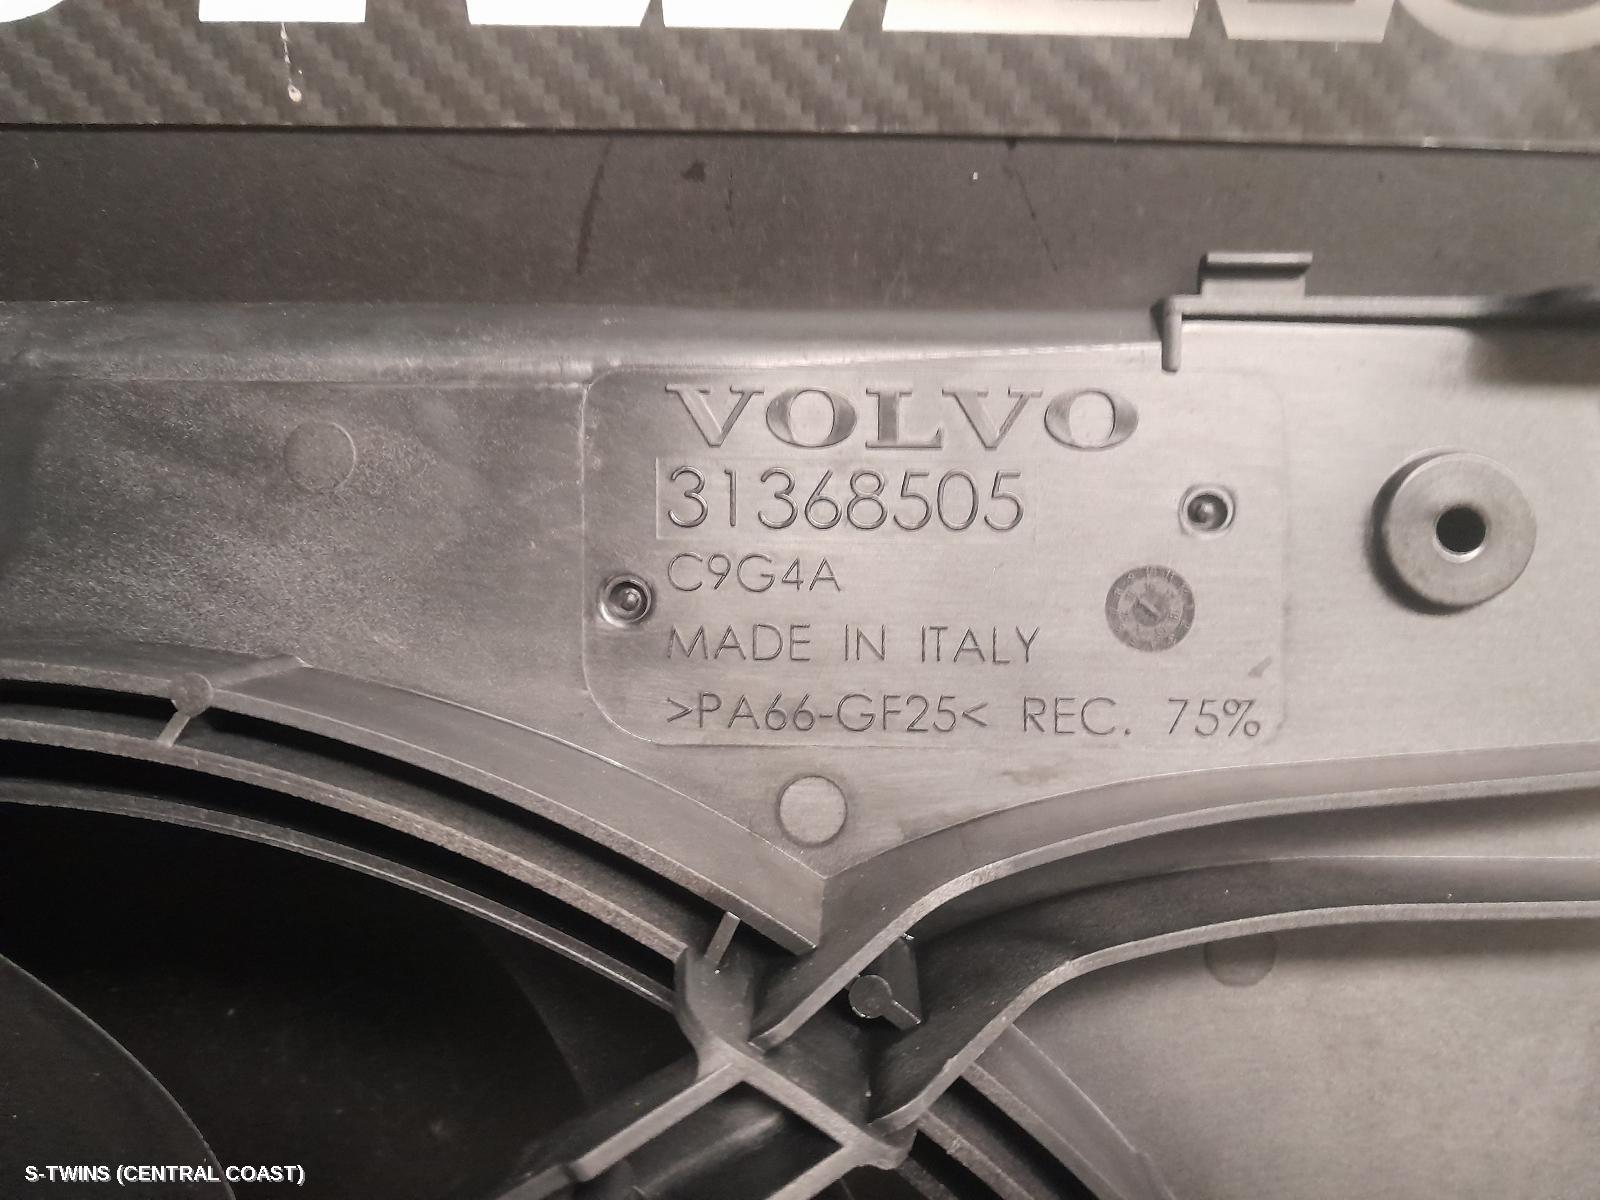 VOLVO
31368505
C9G4A
MADE IN ITALY
>PA66-GF25< REC. 75%
S-TWINS (CENTRAL COAST)